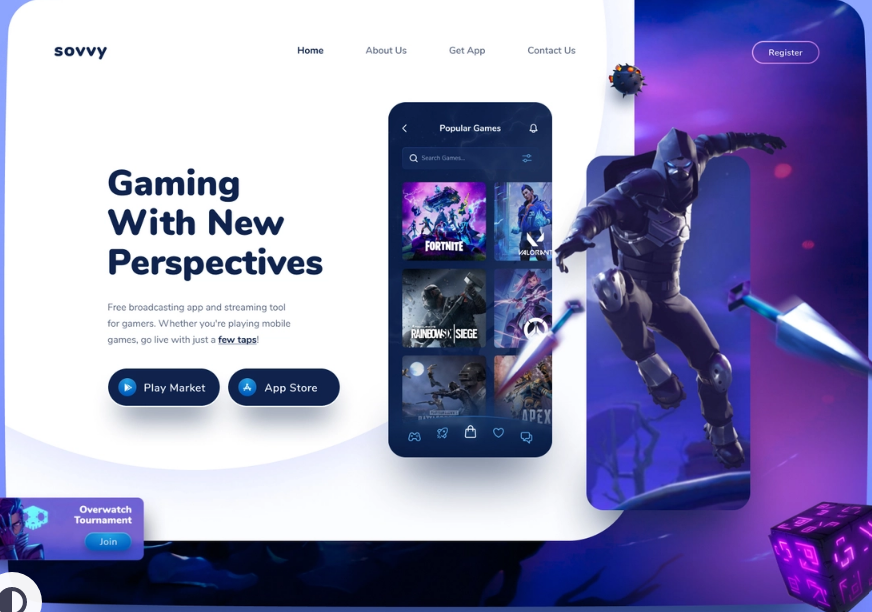 sovvy
Home
About Us
Get App
Contact Us
Register
Popular Games
Search Games...
Gaming
With New
Perspectives
FORTNITE
VALORANT
Free broadcasting app and streaming tool
for gamers. Whether you're playing mobile
games, go live with just a few taps!
RAINBOW SIX SIEGE
Play Market
App Store
APEX
Overwatch
Tournament
Join